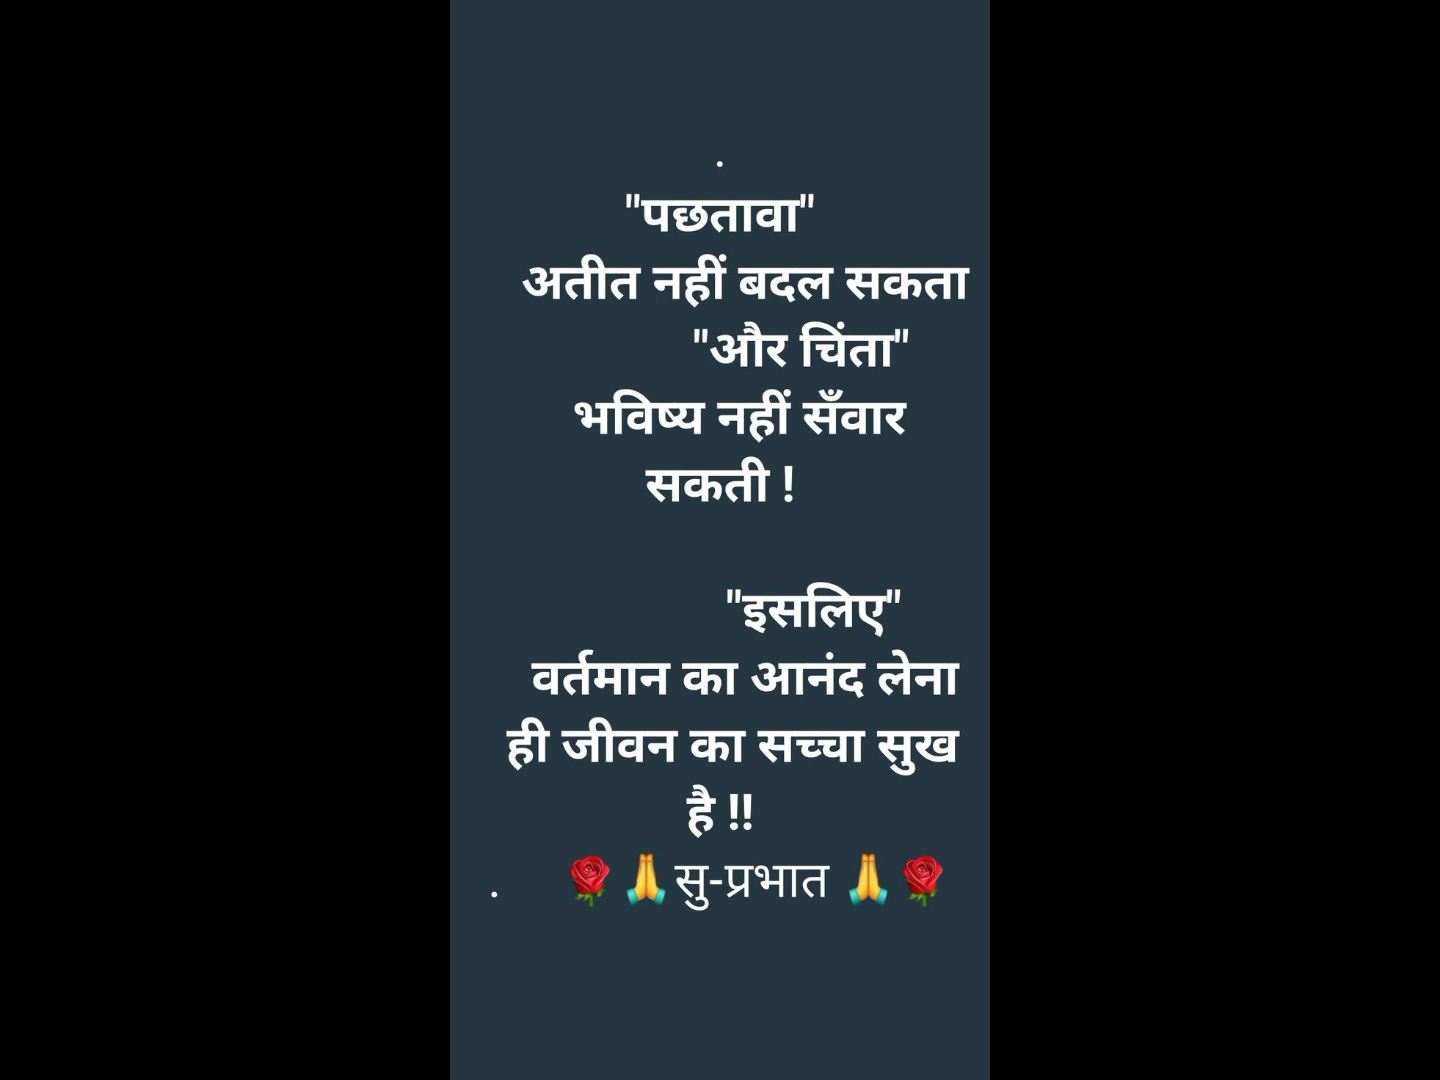 .
"पछतावा"
अतीत नहीं बदल सकता
"और चिंता"
भविष्य नहीं सँवार
सकती !
"इसलिए"
वर्तमान का आनंद लेना
ही जीवन का सच्चा सुख
है !!
. 🌹🙏सु-प्रभात 🙏🌹